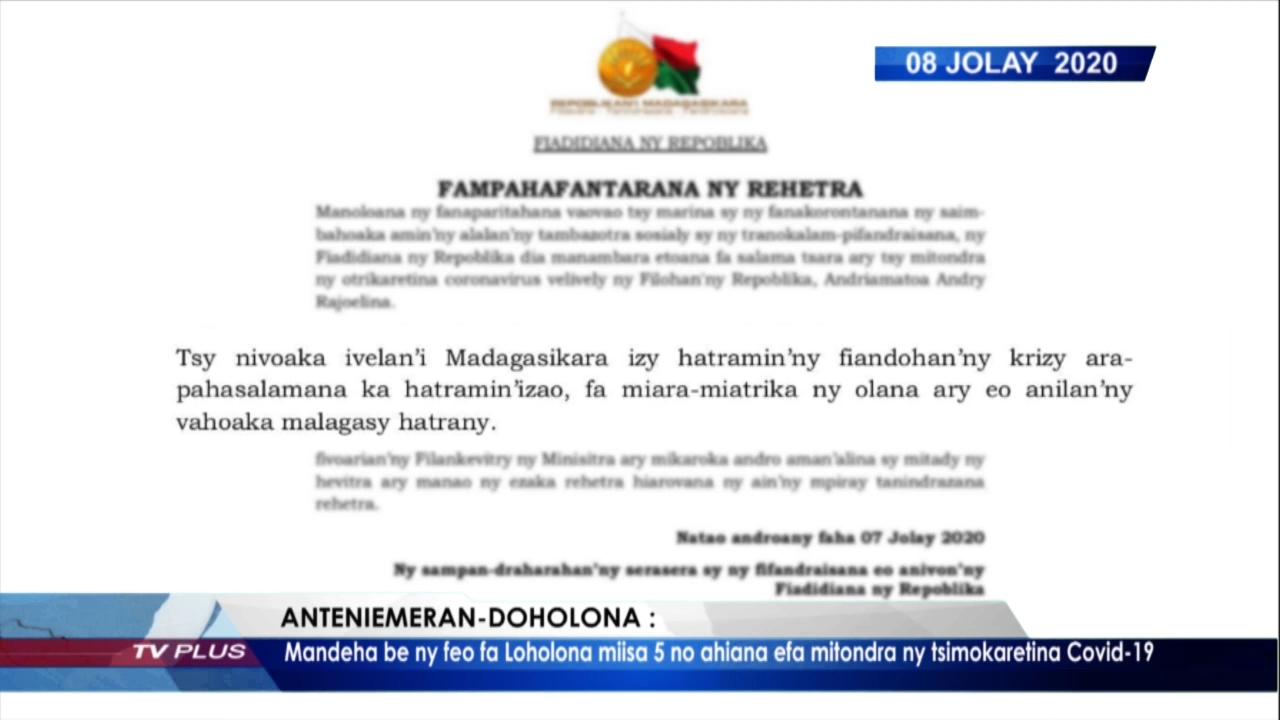 08 JOLAY 2020
REPOBLIKAN'I MADAGASIKARA
FIADIDIANA NY REPOBLIKA
FAMPAHAFANTARANA NY REHETRA
Manoloana ny fanaparitahana vaovao tsy marina sy ny fanakorontanana ny saim-
bahoaka amin'ny alalan'ny tambazotra sosialy sy ny tranokalam-pifandraisana, ny
Fiadidiana ny Repoblika dia manambara etoana fa salama tsara ary tsy mitondra
ny otrikaretina coronavirus velively ny Filohan'ny Repoblika, Andriamatoa Andry
Rajoelina.
Tsy nivoaka ivelan’i Madagasikara izy hatramin’ny fiandohan’ny krizy ara-
pahasalamana ka hatramin’izao, fa miara-miatrika ny olana ary eo anilan’ny
vahoaka malagasy hatrany.
fivoarian'ny Filankevitry ny Minisitra ary mikaroka andro aman'alina sy mitady ny
hevitra ary manao ny ezaka rehetra hiarovana ny ain'ny mpiray tanindrazana
rehetra.
Natao androany faha 07 Jolay 2020
Ny sampan-draharahan'ny serasera sy ny fifandraisana eo anivon'ny
Fiadidiana ny Repoblika
ANTENIEMERAN-DOHOLONA :
TV PLUS
Mandeha be ny feo fa Loholona miisa 5 no ahiana efa mitondra ny tsimokaretina Covid-19